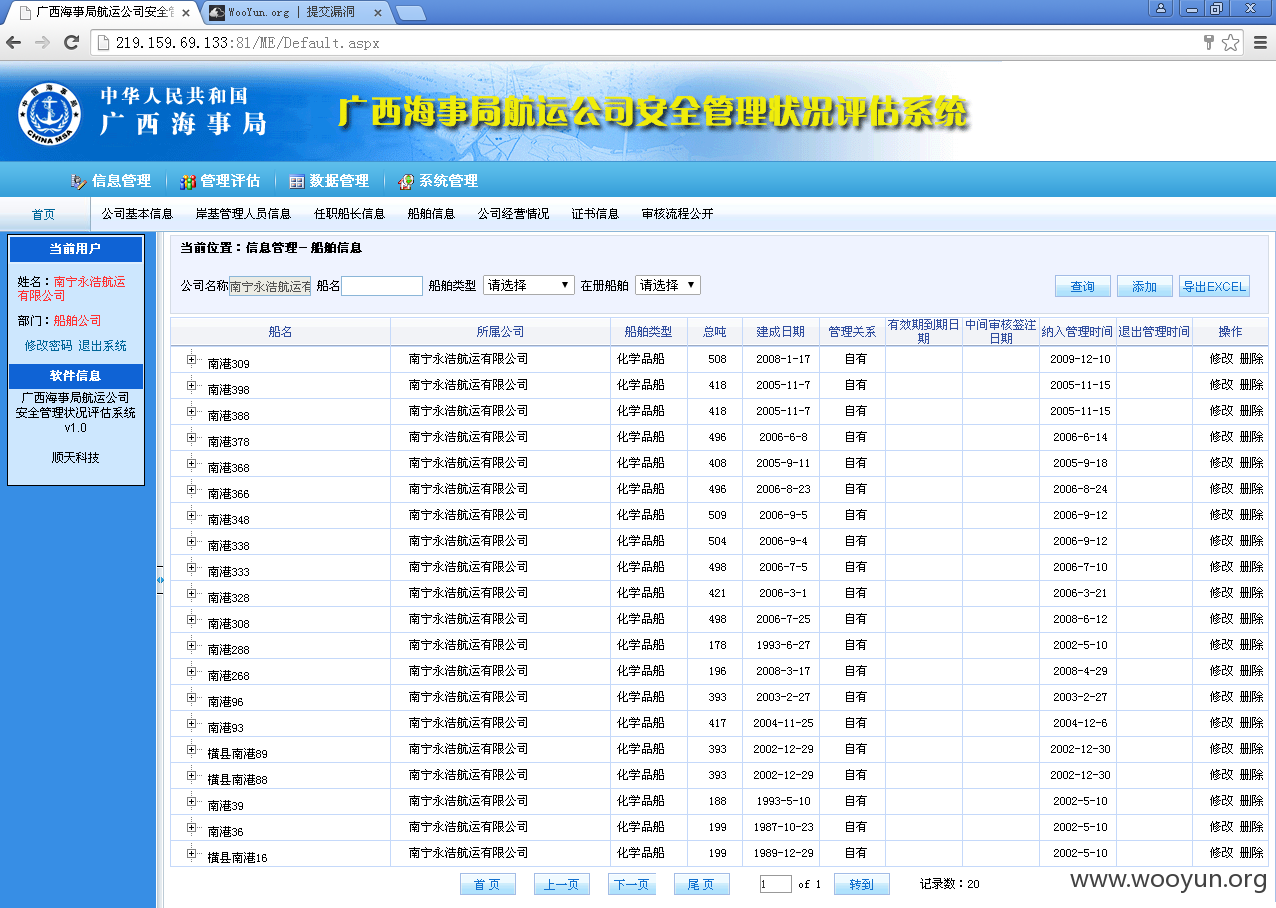 广西海事局航运公司安全管
WooYun.org | 提交漏洞
219.159.69.133:81/ME/Default.aspx
中华人民共和国
广西海事局
CHINA MSA
广西海事局航运公司安全管理状况评估系统
信息管理 管理评估 数据管理 系统管理
首页 公司基本信息 岸基管理人员信息 任职船长信息 船舶信息 公司经营情况 证书信息 审核流程公开
当前用户
姓名：南宁永浩航运
有限公司
部门：船舶公司
修改密码 退出系统
软件信息
广西海事局航运公司
安全管理状况评估系统
v1.0
顺天科技
当前位置：信息管理－船舶信息
公司名称 南宁永浩航运有 船名 船舶类型 请选择 在册船舶 请选择 查询 添加 导出EXCEL
船名 所属公司 船舶类型 总吨 建成日期 管理关系 有效期到期日期 中间审核签注日期 纳入管理时间 退出管理时间 操作
南港309 南宁永浩航运有限公司 化学品船 508 2008-1-17 自有 2009-12-10 修改 删除
南港398 南宁永浩航运有限公司 化学品船 418 2005-11-7 自有 2005-11-15 修改 删除
南港388 南宁永浩航运有限公司 化学品船 418 2005-11-7 自有 2005-11-15 修改 删除
南港378 南宁永浩航运有限公司 化学品船 496 2006-6-8 自有 2006-6-14 修改 删除
南港368 南宁永浩航运有限公司 化学品船 408 2005-9-11 自有 2005-9-18 修改 删除
南港366 南宁永浩航运有限公司 化学品船 496 2006-8-23 自有 2006-8-24 修改 删除
南港348 南宁永浩航运有限公司 化学品船 509 2006-9-5 自有 2006-9-12 修改 删除
南港338 南宁永浩航运有限公司 化学品船 504 2006-9-4 自有 2006-9-12 修改 删除
南港333 南宁永浩航运有限公司 化学品船 498 2006-7-5 自有 2006-7-10 修改 删除
南港328 南宁永浩航运有限公司 化学品船 421 2006-3-1 自有 2006-3-21 修改 删除
南港308 南宁永浩航运有限公司 化学品船 498 2006-7-25 自有 2008-6-12 修改 删除
南港288 南宁永浩航运有限公司 化学品船 178 1993-6-27 自有 2002-5-10 修改 删除
南港268 南宁永浩航运有限公司 化学品船 196 2008-3-17 自有 2008-4-29 修改 删除
南港96 南宁永浩航运有限公司 化学品船 393 2003-2-27 自有 2003-2-27 修改 删除
南港93 南宁永浩航运有限公司 化学品船 417 2004-11-25 自有 2004-12-6 修改 删除
横县南港89 南宁永浩航运有限公司 化学品船 393 2002-12-29 自有 2002-12-30 修改 删除
横县南港88 南宁永浩航运有限公司 化学品船 393 2002-12-29 自有 2002-12-30 修改 删除
南港39 南宁永浩航运有限公司 化学品船 188 1993-5-10 自有 2002-5-10 修改 删除
南港36 南宁永浩航运有限公司 化学品船 199 1987-10-23 自有 2002-5-10 修改 删除
横县南港16 南宁永浩航运有限公司 化学品船 199 1989-12-29 自有 2002-5-10 修改 删除
首页 上一页 下一页 尾页 1 of 1 转到 记录数：20
www.wooyun.org